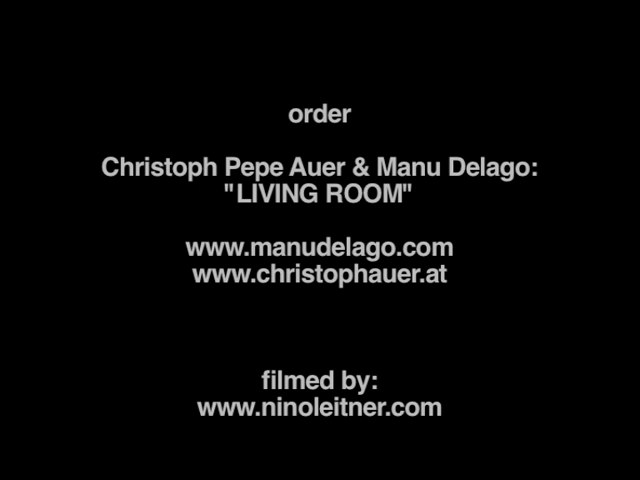 order
Christoph Pepe Auer & Manu Delago:
"LIVING ROOM"
www.manudelago.com
www.christophauer.at
filmed by:
www.ninoleitner.com